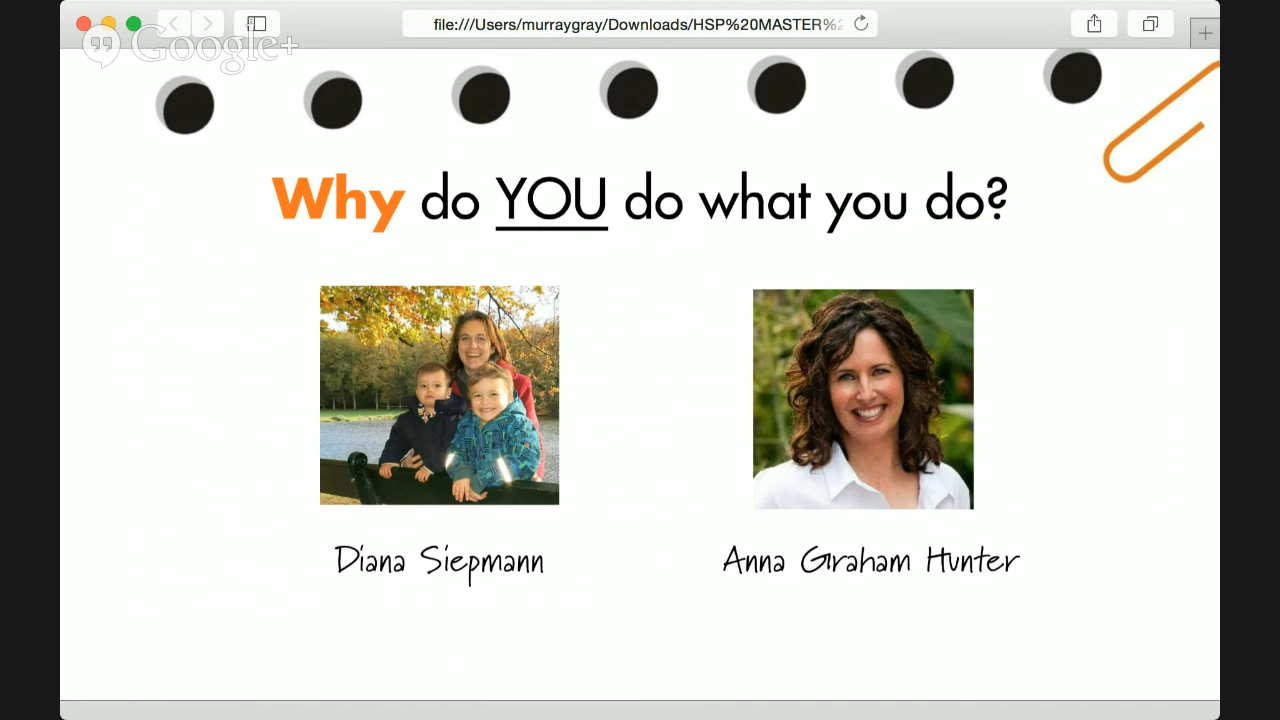 file:///Users/murraygray/Downloads/HSP%20MASTER%2
Google+
Why do YOU do what you do?
Diana Siepmann
Anna Graham Hunter